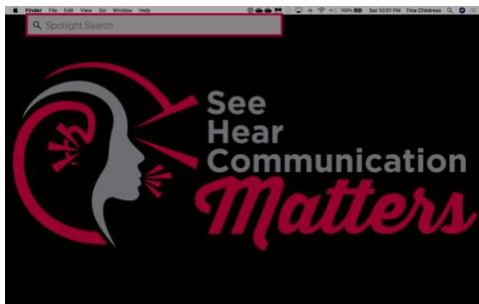 Finder File Edit View Go Window Help 100% Sat 10:01 PM Tina Childress
Spotlight Search
See
Hear
Communication
Matters